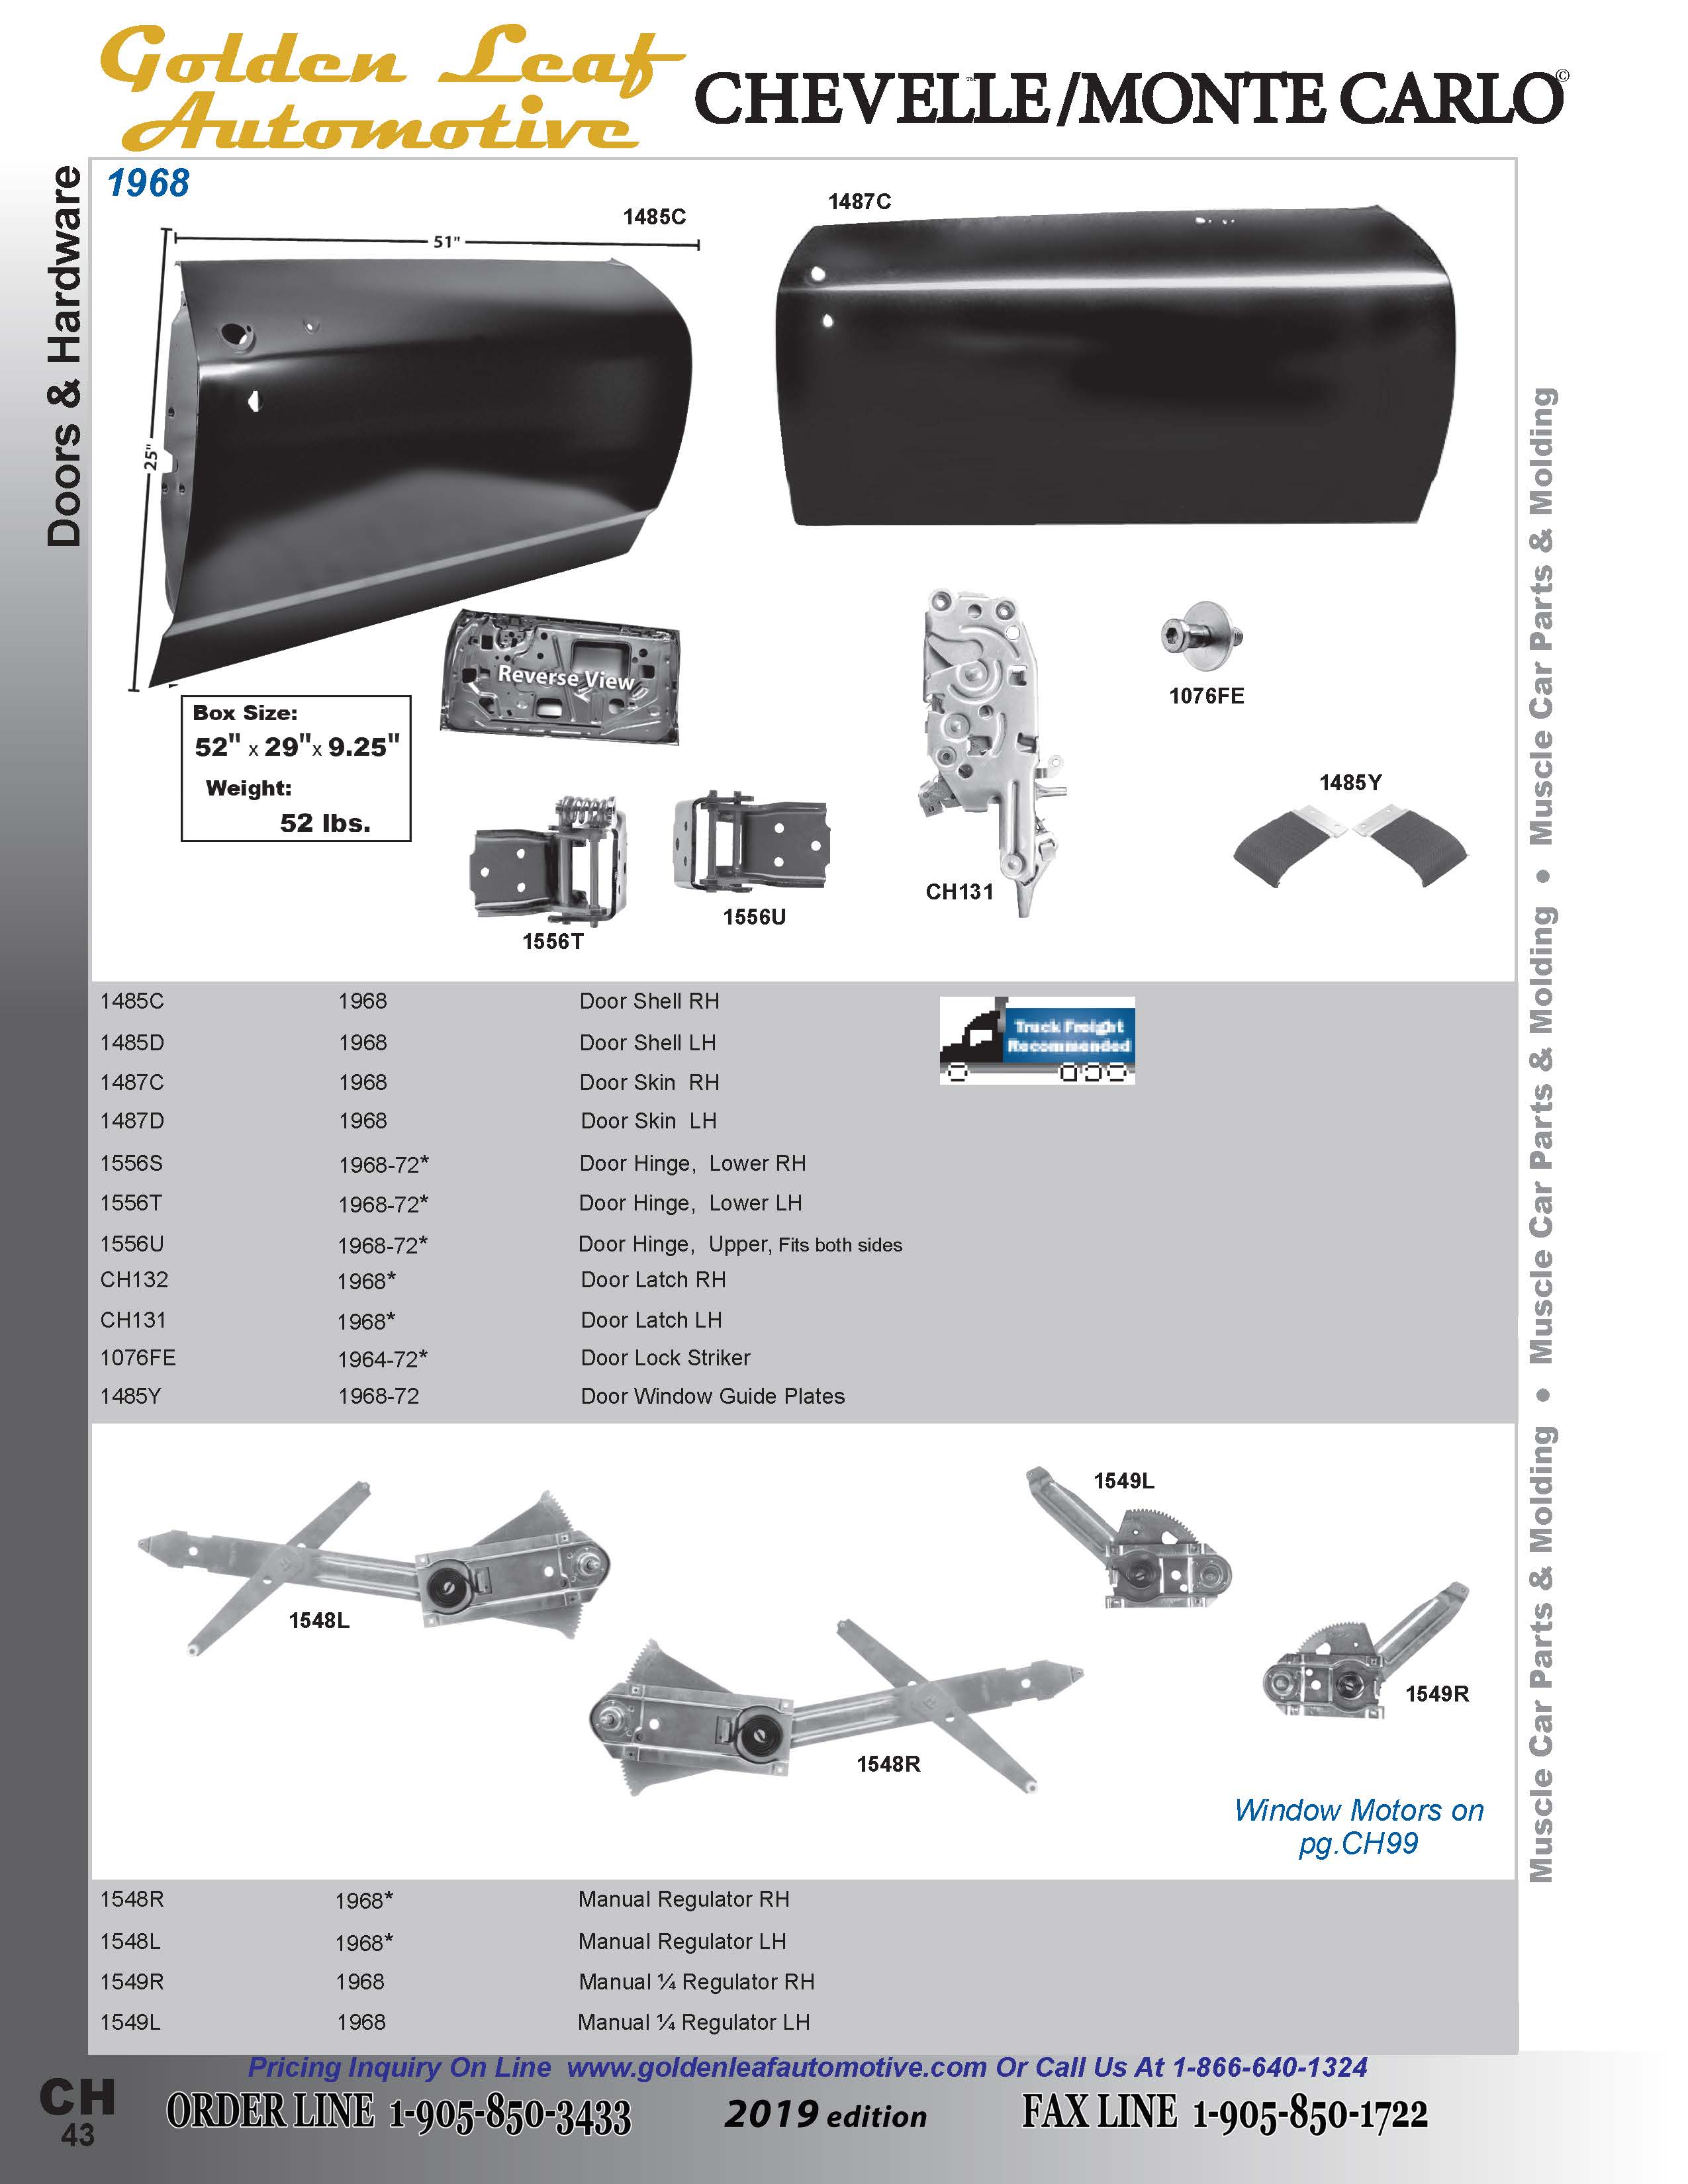 Golden Leaf
Automotive
CHEVELLE/MONTE CARLO©
™
Doors & Hardware
1968
1485C
51"
25"
1487C
Reverse View
Box Size:
52" x 29"x 9.25"
Weight:
52 lbs.
1556T
1556U
CH131
1076FE
1485Y
1485C 1968 Door Shell RH
1485D 1968 Door Shell LH
1487C 1968 Door Skin RH
1487D 1968 Door Skin LH
1556S 1968-72* Door Hinge, Lower RH
1556T 1968-72* Door Hinge, Lower LH
1556U 1968-72* Door Hinge, Upper, Fits both sides
CH132 1968* Door Latch RH
CH131 1968* Door Latch LH
1076FE 1964-72* Door Lock Striker
1485Y 1968-72 Door Window Guide Plates
Truck Freight
Recommended
1548L
1549L
1548R
1549R
Window Motors on
pg.CH99
1548R 1968* Manual Regulator RH
1548L 1968* Manual Regulator LH
1549R 1968 Manual ¼ Regulator RH
1549L 1968 Manual ¼ Regulator LH
Muscle Car Parts & Molding • Muscle Car Parts & Molding • Muscle Car Parts & Molding
Pricing Inquiry On Line www.goldenleafautomotive.com Or Call Us At 1-866-640-1324
CH
43
ORDER LINE 1-905-850-3433
2019 edition
FAX LINE 1-905-850-1722